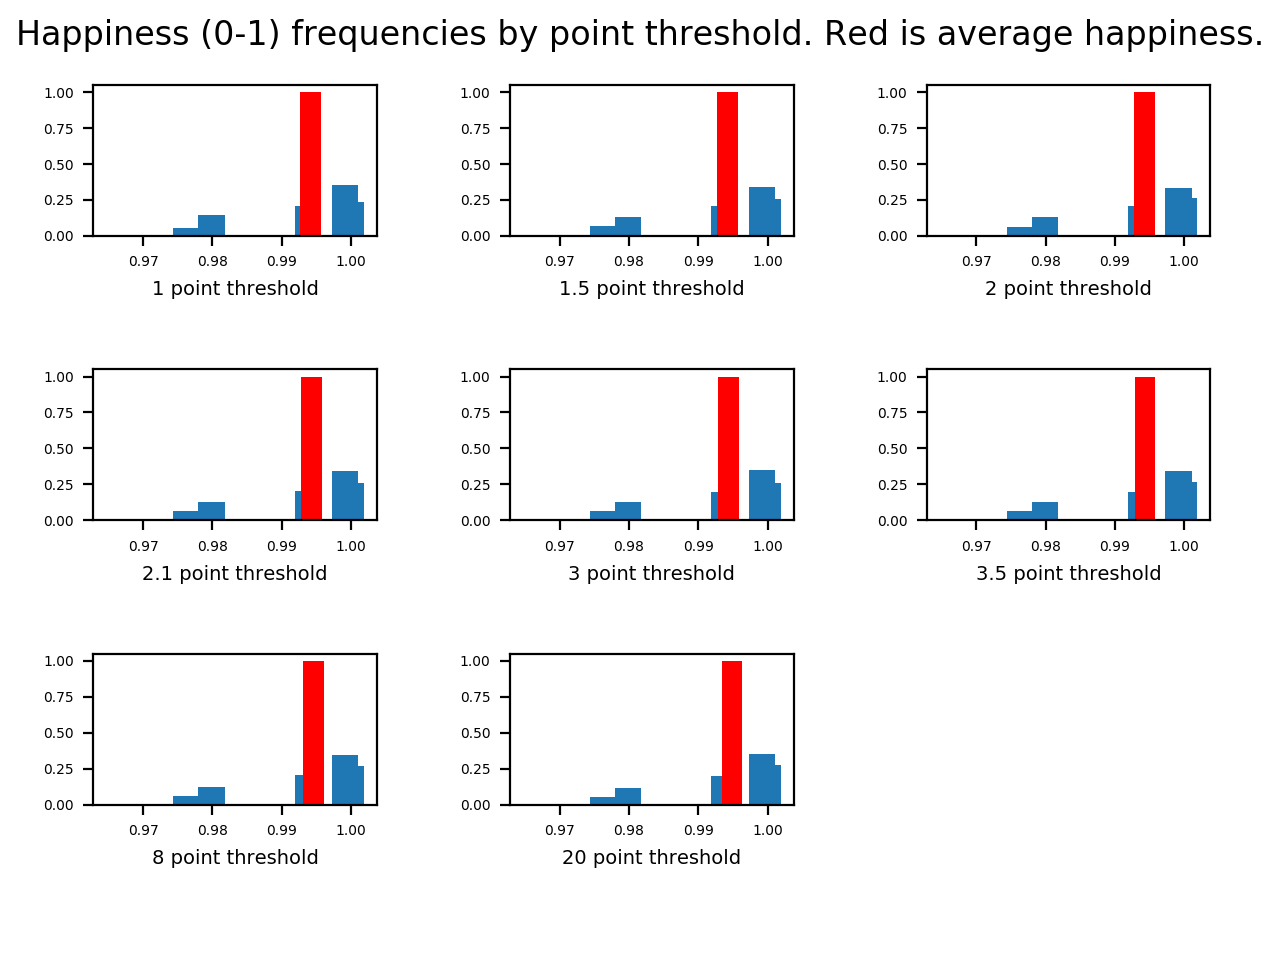 Happiness (0-1) frequencies by point threshold. Red is average happiness.
1.00 1.00 1.00
0.75 0.75 0.75
0.50 0.50 0.50
0.25 0.25 0.25
0.00 0.00 0.00
0.97 0.98 0.99 1.00 0.97 0.98 0.99 1.00 0.97 0.98 0.99 1.00
1 point threshold 1.5 point threshold 2 point threshold
1.00 1.00 1.00
0.75 0.75 0.75
0.50 0.50 0.50
0.25 0.25 0.25
0.00 0.00 0.00
0.97 0.98 0.99 1.00 0.97 0.98 0.99 1.00 0.97 0.98 0.99 1.00
2.1 point threshold 3 point threshold 3.5 point threshold
1.00 1.00
0.75 0.75
0.50 0.50
0.25 0.25
0.00 0.00
0.97 0.98 0.99 1.00 0.97 0.98 0.99 1.00
8 point threshold 20 point threshold